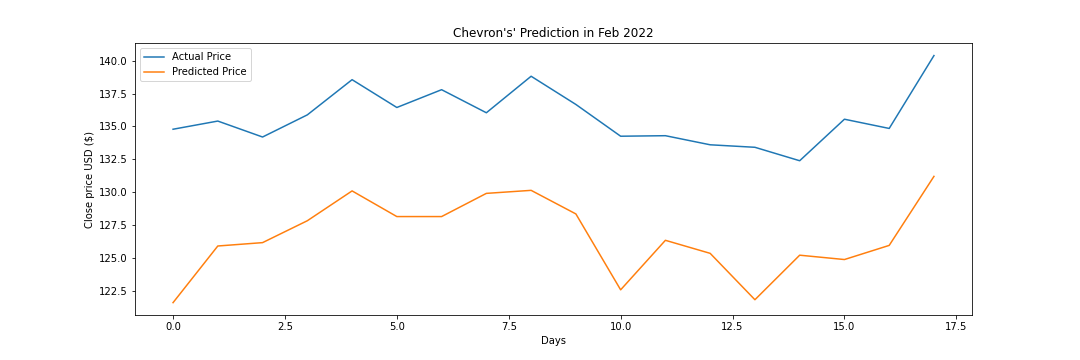 Chevron's' Prediction in Feb 2022
Actual Price
Predicted Price
Close price USD ($)
140.0
137.5
135.0
132.5
130.0
127.5
125.0
122.5
0.0 2.5 5.0 7.5 10.0 12.5 15.0 17.5
Days